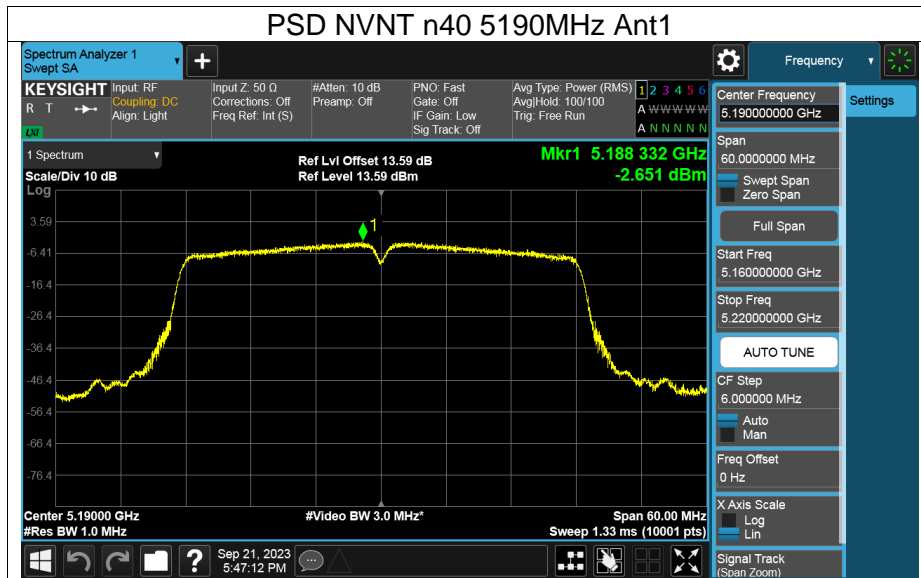 PSD NVNT n40 5190MHz Ant1
Spectrum Analyzer 1
Swept SA
+
Frequency
KEYSIGHT
R T
LXI
Input: RF
Coupling: DC
Align: Light
Input Z: 50 Ω
Corrections: Off
Freq Ref: Int (S)
#Atten: 10 dB
Preamp: Off
PNO: Fast
Gate: Off
IF Gain: Low
Sig Track: Off
Avg Type: Power (RMS)
Avg|Hold: 100/100
Trig: Free Run
1 2 3 4 5 6
A W W W W W
A N N N N N
1 Spectrum
Scale/Div 10 dB
Log
Ref Lvl Offset 13.59 dB
Ref Level 13.59 dBm
Mkr1 5.188 332 GHz
-2.651 dBm
1
3.59
-6.41
-16.4
-26.4
-36.4
-46.4
-56.4
-66.4
-76.4
Center 5.19000 GHz
#Res BW 1.0 MHz
#Video BW 3.0 MHz*
Span 60.00 MHz
Sweep 1.33 ms (10001 pts)
Center Frequency
5.190000000 GHz
Settings
Span
60.0000000 MHz
Swept Span
Zero Span
Full Span
Start Freq
5.160000000 GHz
Stop Freq
5.220000000 GHz
AUTO TUNE
CF Step
6.000000 MHz
Auto
Man
Freq Offset
0 Hz
X Axis Scale
Log
Lin
Signal Track
(Span Zoom)
?
Sep 21, 2023
5:47:12 PM